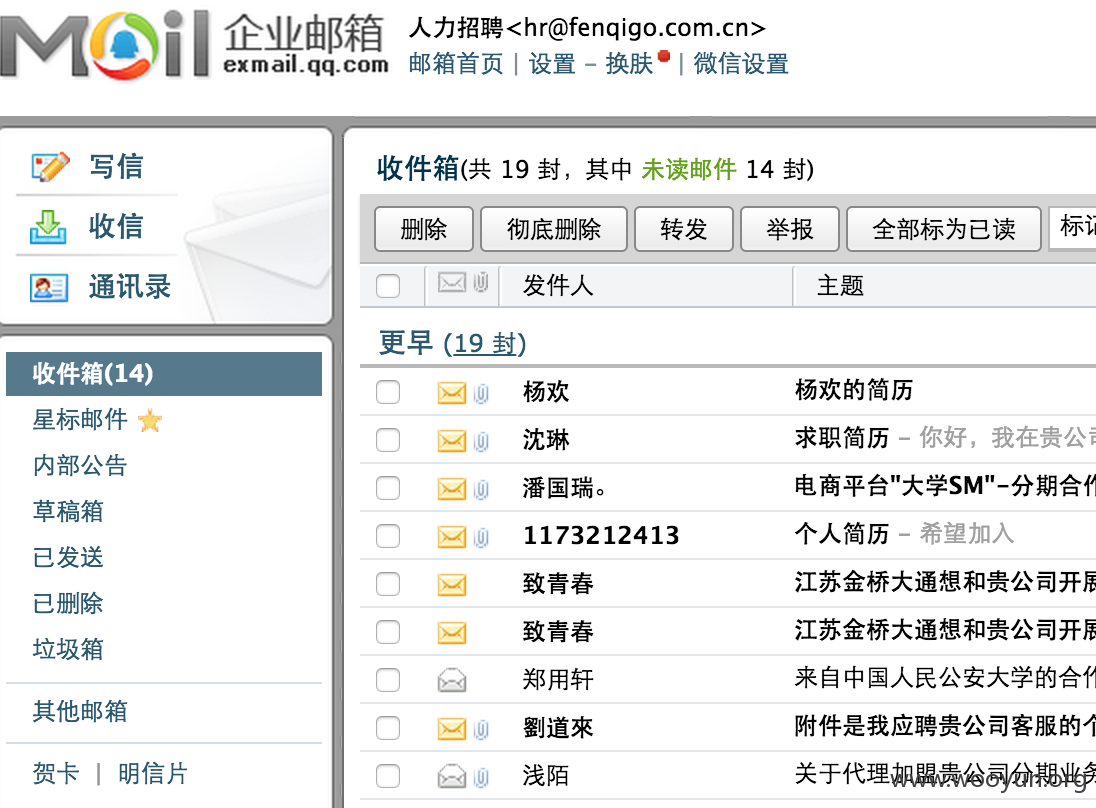 Mail 企业邮箱 exmail.qq.com
人力招聘<hr@fenqigo.com.cn>
邮箱首页 | 设置 - 换肤 | 微信设置
写信
收信
通讯录
收件箱(14)
星标邮件
内部公告
草稿箱
已发送
已删除
垃圾箱
其他邮箱
贺卡 | 明信片
收件箱(共 19 封，其中 未读邮件 14 封)
删除 彻底删除 转发 举报 全部标为已读 标记
发件人 主题
更早 (19 封)
杨欢 杨欢的简历
沈琳 求职简历 - 你好，我在贵公司
潘国瑞。 电商平台"大学SM"-分期合作
1173212413 个人简历 - 希望加入
致青春 江苏金桥大通想和贵公司开展
致青春 江苏金桥大通想和贵公司开展
郑用轩 来自中国人民公安大学的合作
劉道來 附件是我应聘贵公司客服的个
浅陌 关于代理加盟贵公司分期业务
www.wooyun.org